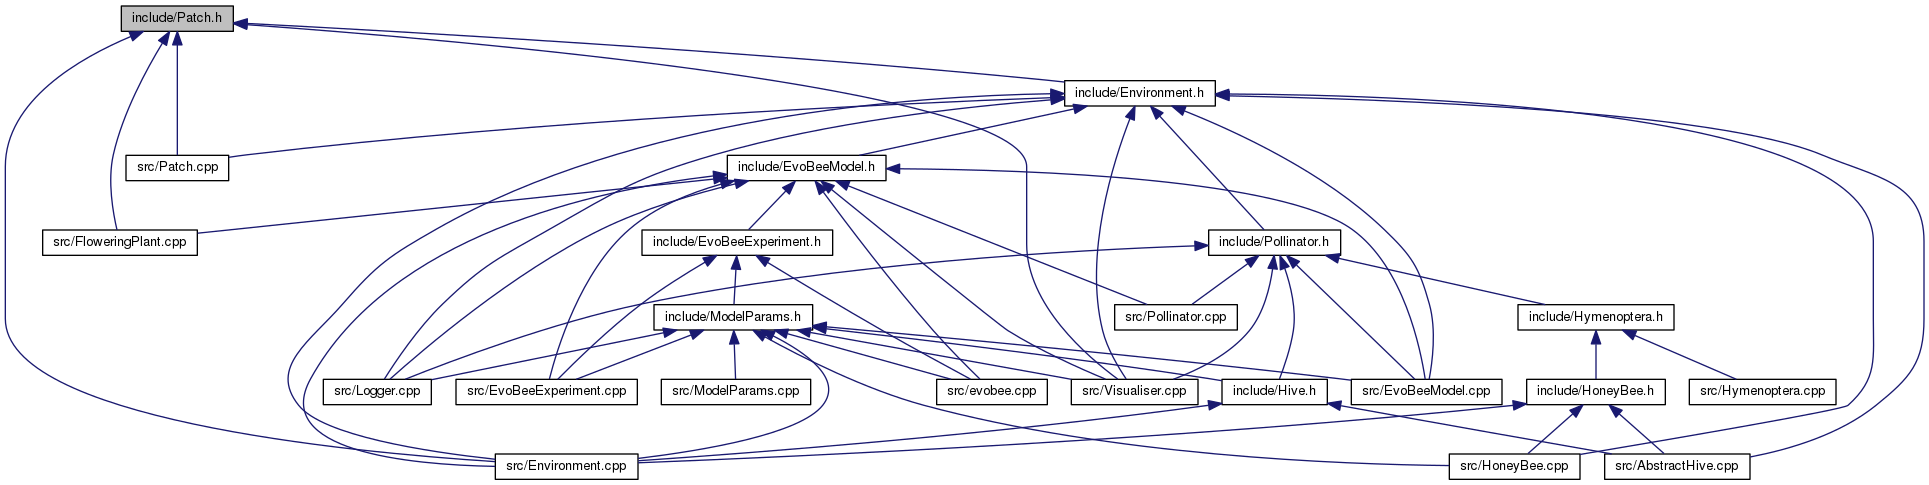 include/Patch.h
include/Environment.h
src/Patch.cpp
include/EvoBeeModel.h
src/FloweringPlant.cpp
include/EvoBeeExperiment.h
include/Pollinator.h
include/ModelParams.h
src/Pollinator.cpp
include/Hymenoptera.h
src/Logger.cpp
src/EvoBeeExperiment.cpp
src/ModelParams.cpp
src/evobee.cpp
src/Visualiser.cpp
include/Hive.h
src/EvoBeeModel.cpp
include/HoneyBee.h
src/Hymenoptera.cpp
src/Environment.cpp
src/HoneyBee.cpp
src/AbstractHive.cpp